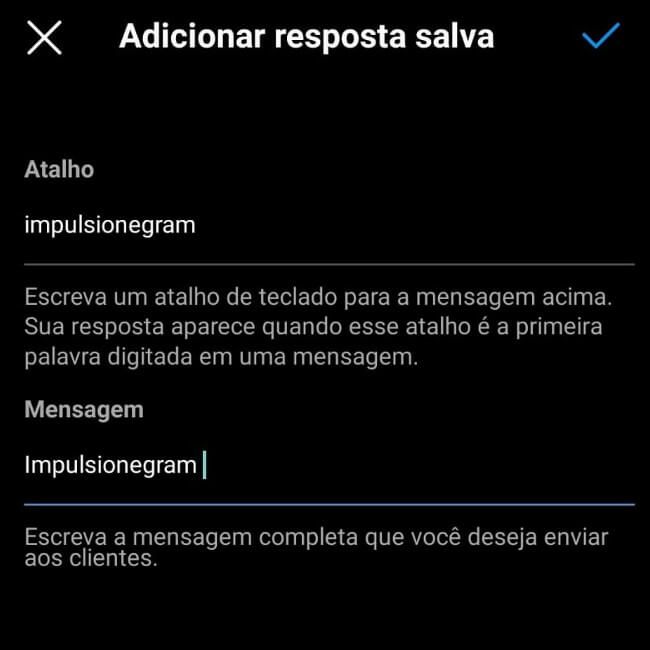 Adicionar resposta salva
Atalho
impulsionegram
Escreva um atalho de teclado para a mensagem acima.
Sua resposta aparece quando esse atalho é a primeira
palavra digitada em uma mensagem.
Mensagem
Impulsionegram
Escreva a mensagem completa que você deseja enviar
aos clientes.